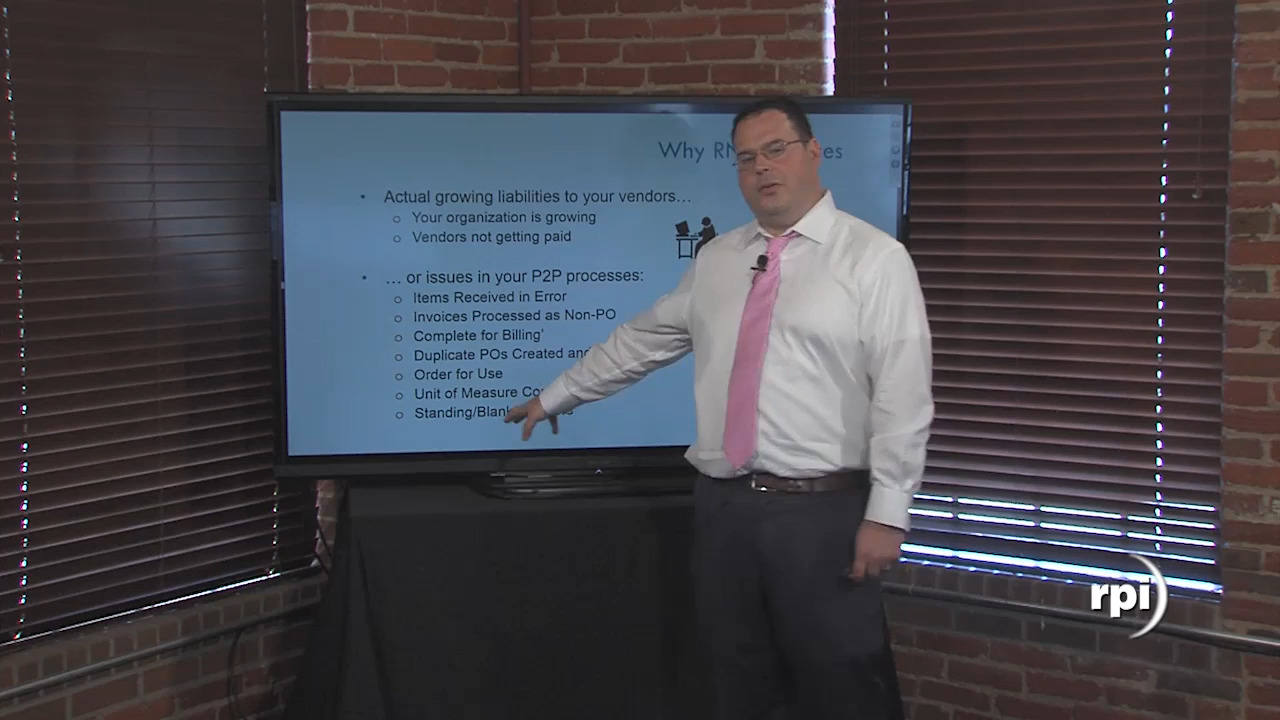 Why RN es
• Actual growing liabilities to your vendors…
o Your organization is growing
o Vendors not getting paid
• … or issues in your P2P processes:
o Items Received in Error
o Invoices Processed as Non-PO
o Complete for Billing'
o Duplicate POs Created and
o Order for Use
o Unit of Measure
o Standing/
rpi